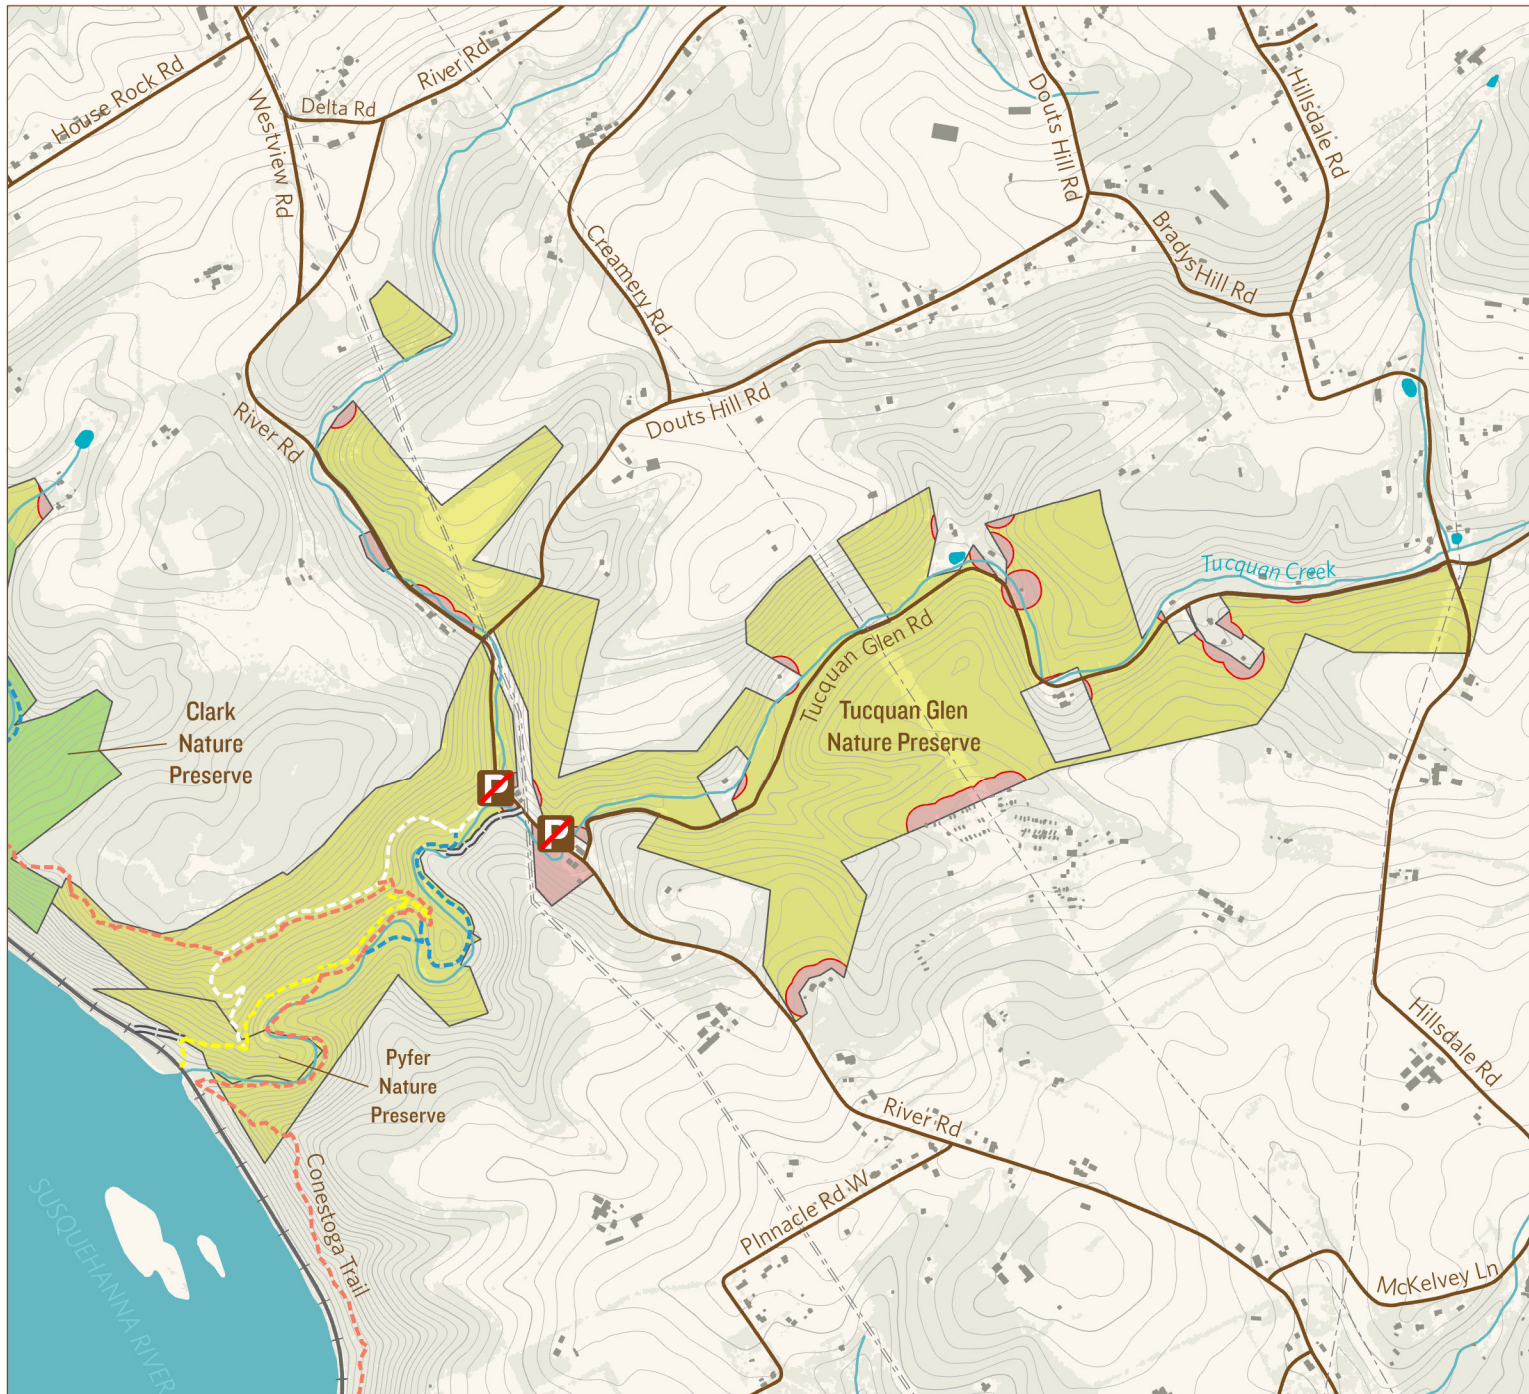 House Rock Rd
Westview Rd
Delta Rd
River Rd
Creamery Rd
Douts Hill Rd
Hillsdale Rd
Bradys Hill Rd
River Rd
Douts Hill Rd
Tucquan Creek
Tucquan Glen Rd
Tucquan Glen
Nature Preserve
Clark
Nature
Preserve
P
P
Pyfer
Nature
Preserve
Hillsdale Rd
River Rd
PInnacle Rd W
McKelvey Ln
Conestoga Trail
SUSQUEHANNA RIVER